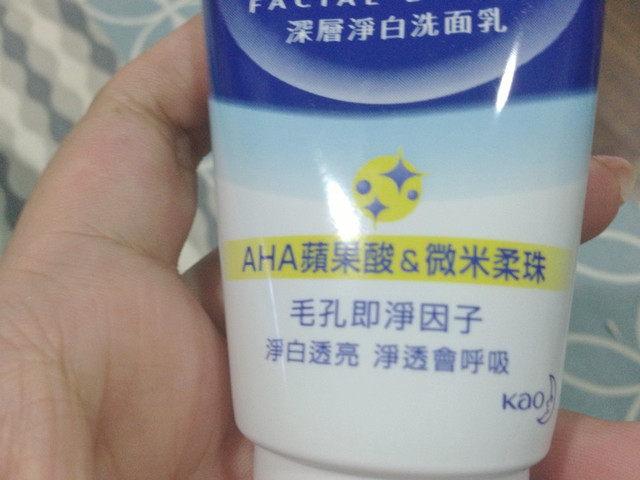 FACIAL
深層淨白洗面乳
AHA蘋果酸&微米柔珠
毛孔即淨因子
淨白透亮 淨透會呼吸
Kao